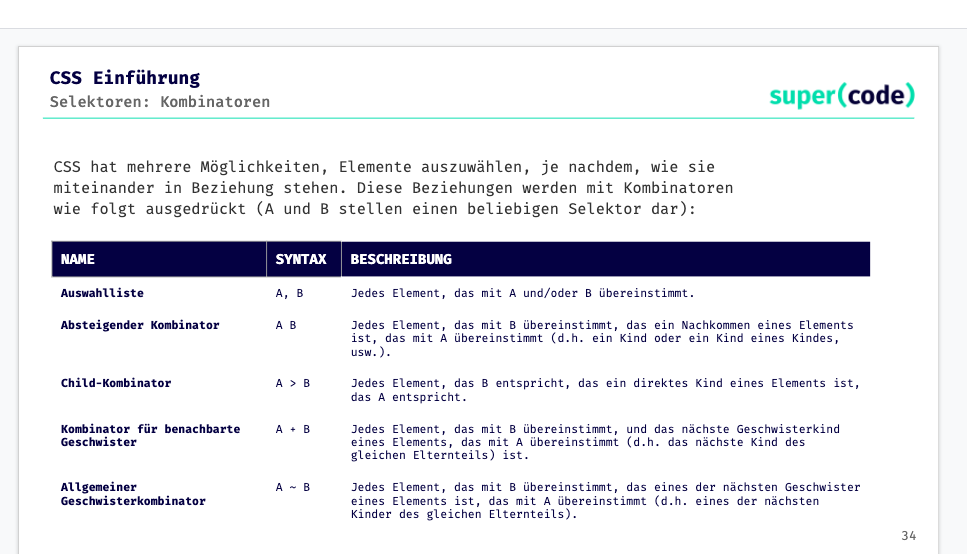 CSS Einführung
Selektoren: Kombinatoren
super(code)
CSS hat mehrere Möglichkeiten, Elemente auszuwählen, je nachdem, wie sie
miteinander in Beziehung stehen. Diese Beziehungen werden mit Kombinatoren
wie folgt ausgedrückt (A und B stellen einen beliebigen Selektor dar):
NAME SYNTAX BESCHREIBUNG
Auswahlliste A, B Jedes Element, das mit A und/oder B übereinstimmt.
Absteigender Kombinator A B Jedes Element, das mit B übereinstimmt, das ein Nachkommen eines Elements
ist, das mit A übereinstimmt (d.h. ein Kind oder ein Kind eines Kindes,
usw.).
Child-Kombinator A > B Jedes Element, das B entspricht, das ein direktes Kind eines Elements ist,
das A entspricht.
Kombinator für benachbarte A + B Jedes Element, das mit B übereinstimmt, und das nächste Geschwisterkind
Geschwister eines Elements, das mit A übereinstimmt (d.h. das nächste Kind des
gleichen Elternteils) ist.
Allgemeiner A ~ B Jedes Element, das mit B übereinstimmt, das eines der nächsten Geschwister
Geschwisterkombinator eines Elements ist, das mit A übereinstimmt (d.h. eines der nächsten
Kinder des gleichen Elternteils).
34